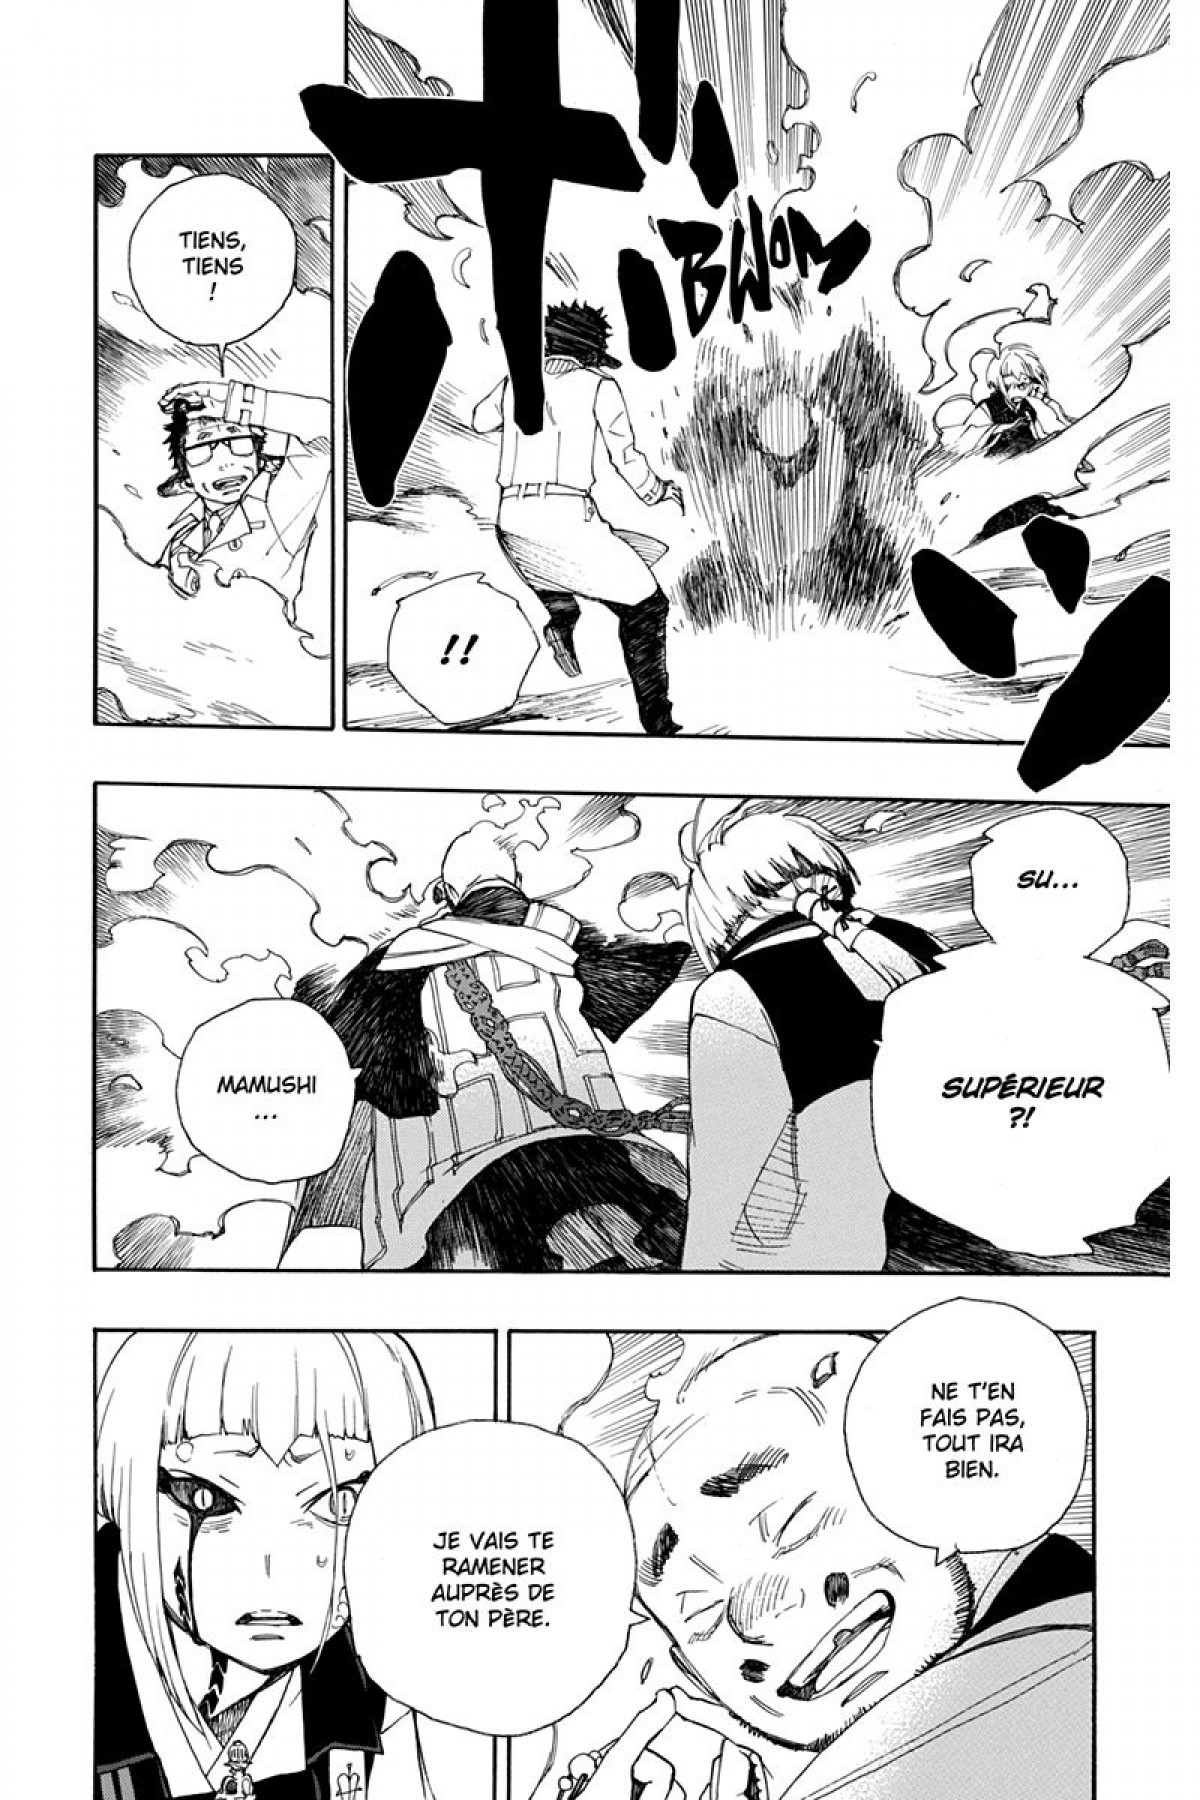 BWOM
!!
TIENS,
TIENS
!
SU...
SUPÉRIEUR
?!
MAMUSHI
...
NE T'EN
FAIS PAS,
TOUT IRA
BIEN.
JE VAIS TE
RAMENER
AUPRÈS DE
TON PÈRE.